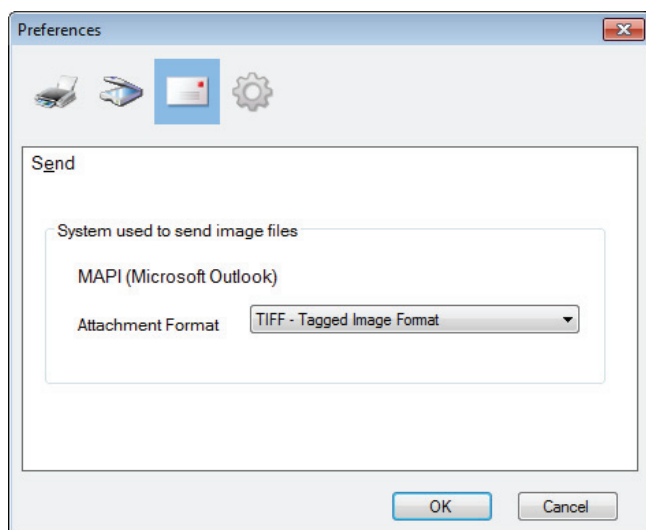 Preferences
Send
System used to send image files
MAPI (Microsoft Outlook)
Attachment Format
TIFF - Tagged Image Format
OK
Cancel